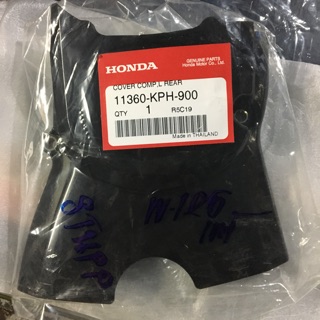 HONDA
GENUINE PARTS
Honda Motor Co., Ltd.
COVER COMP,L REAR
11360-KPH-900
QTY 1 R5C19
Made in THAILAND
W-125